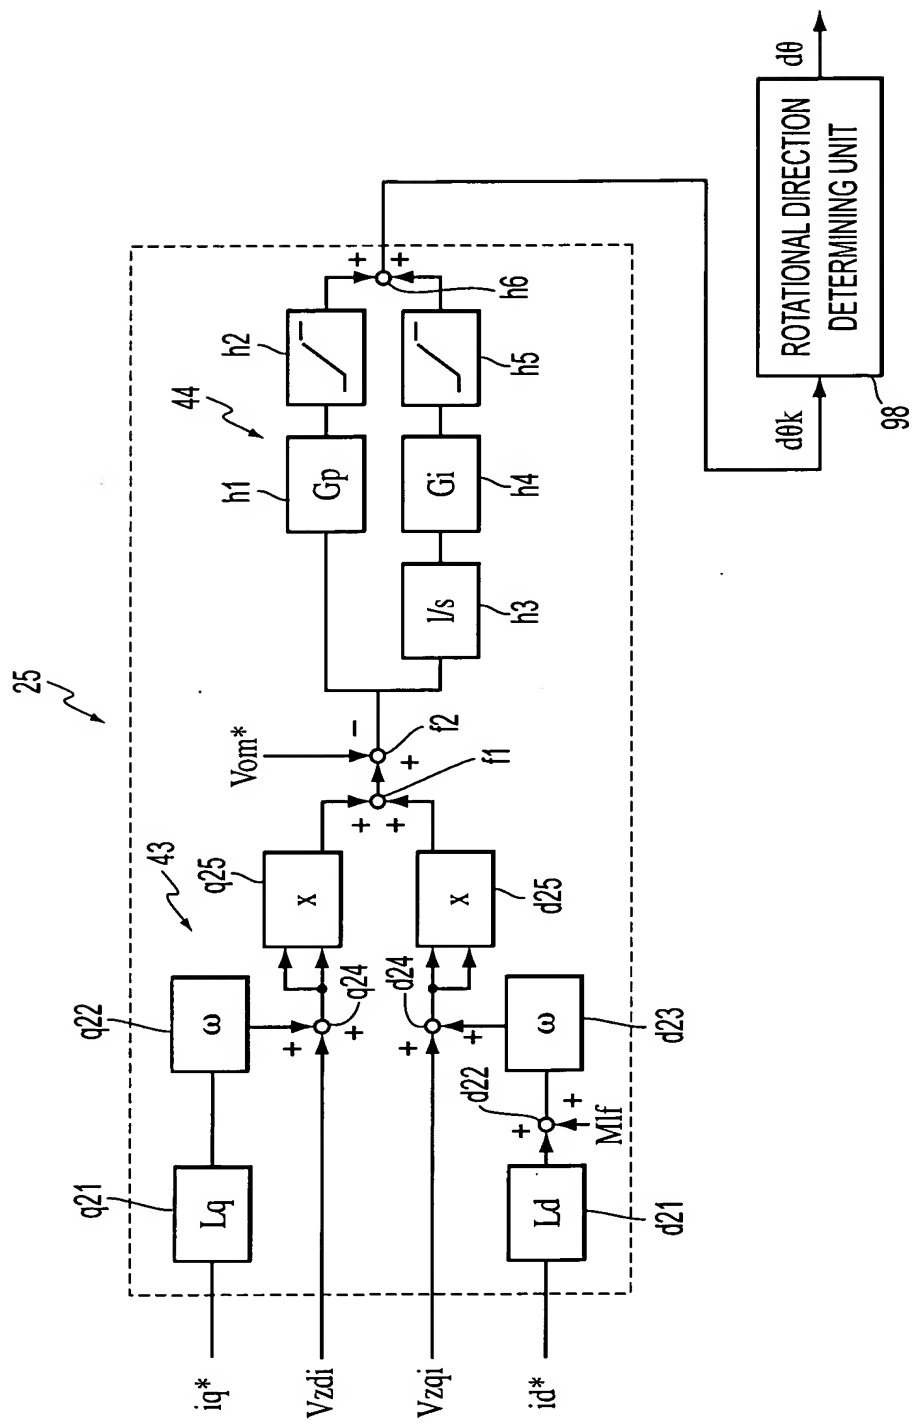 25
43
44
iq*
q21
Lq
q22
ω
Vzdi
+
+
q24
q25
x
Vom*
+
+
f1
−
+
f2
h1
Gp
h2
+
+
h6
Vzqi
+
+
d24
x
d25
1/s
h3
Gi
h4
h5
id*
Ld
d21
+
+
d22
Mlf
ω
d23
dθk
ROTATIONAL DIRECTION
DETERMINING UNIT
98
dθ